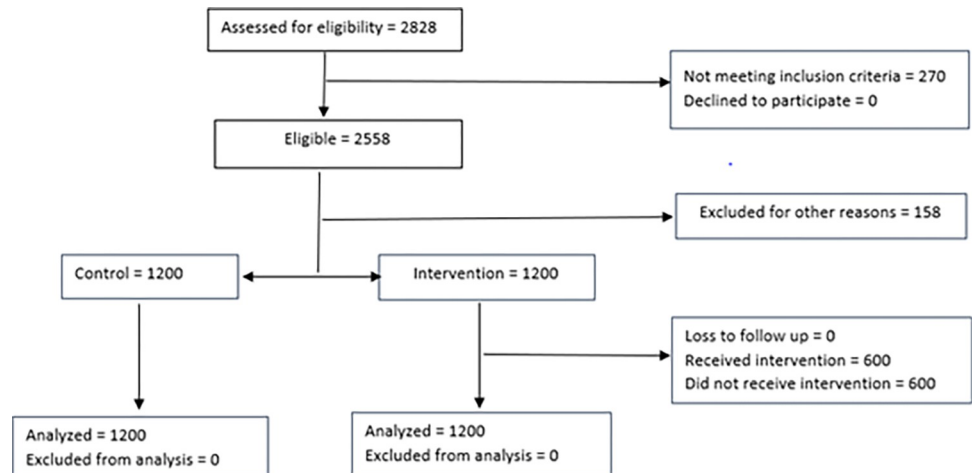 Assessed for eligibility = 2828
Not meeting inclusion criteria = 270
Declined to participate = 0
Eligible = 2558
Excluded for other reasons = 158
Control = 1200
Intervention = 1200
Loss to follow up = 0
Received intervention = 600
Did not receive intervention = 600
Analyzed = 1200
Excluded from analysis = 0
Analyzed = 1200
Excluded from analysis = 0